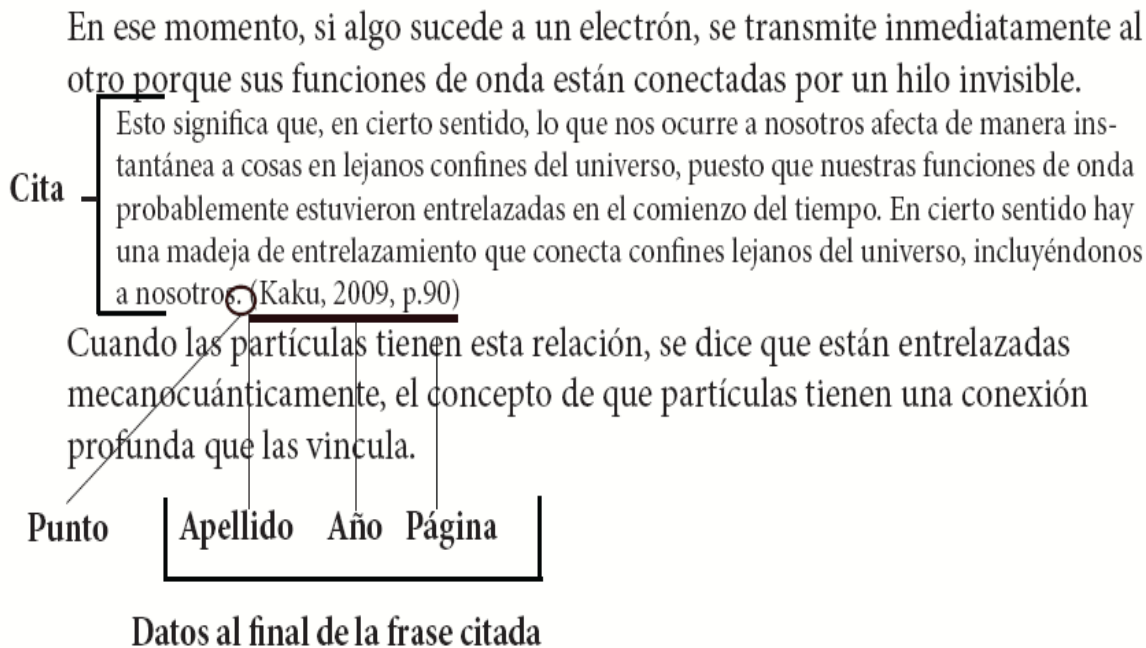 En ese momento, si algo sucede a un electrón, se transmite inmediatamente al
otro porque sus funciones de onda están conectadas por un hilo invisible.
Esto significa que, en cierto sentido, lo que nos ocurre a nosotros afecta de manera ins-
tantánea a cosas en lejanos confines del universo, puesto que nuestras funciones de onda
Cita
probablemente estuvieron entrelazadas en el comienzo del tiempo. En cierto sentido hay
una madeja de entrelazamiento que conecta confines lejanos del universo, incluyéndonos
a nosotros. (Kaku, 2009, p.90)
Cuando las partículas tienen esta relación, se dice que están entrelazadas
mecanocuánticamente, el concepto de que partículas tienen una conexión
profunda que las vincula.
Punto Apellido Año Página
Datos al final de la frase citada